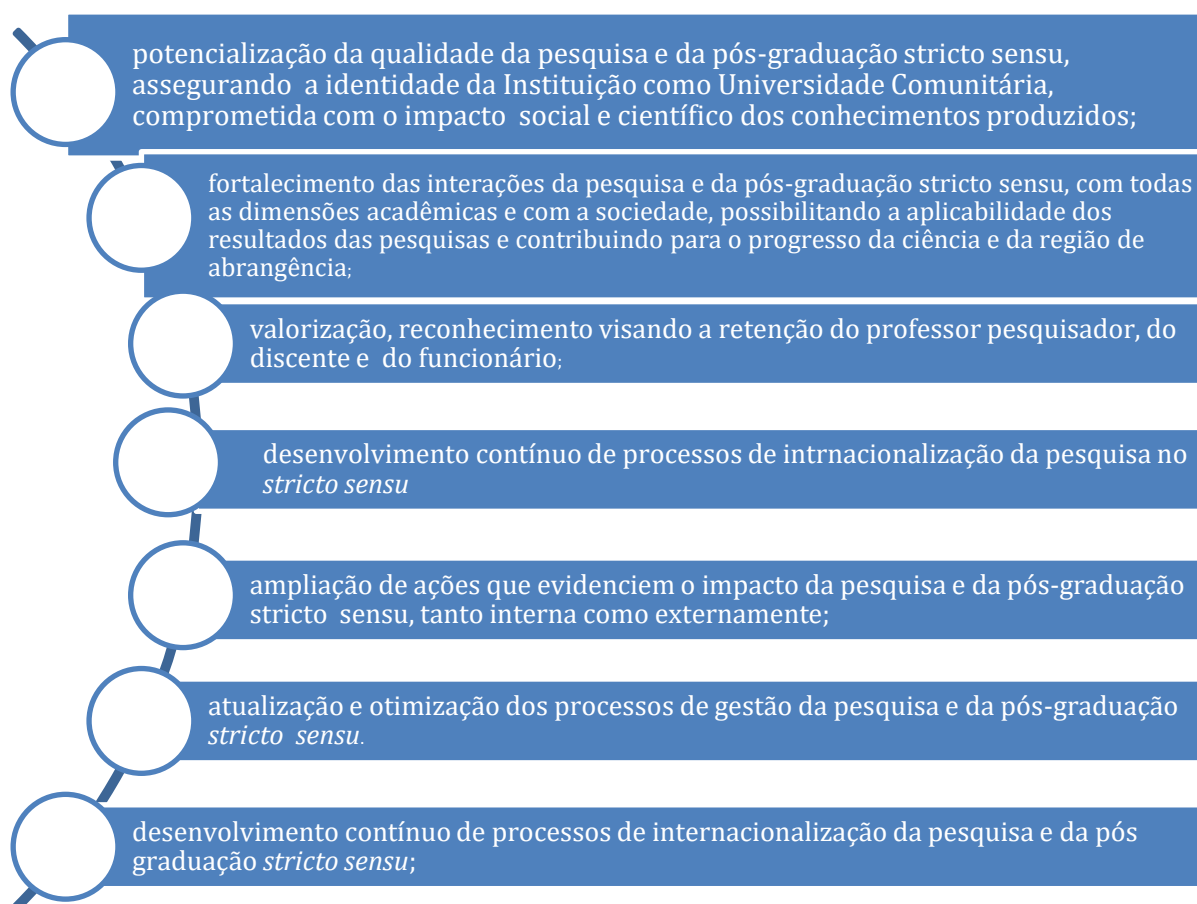 potencialização da qualidade da pesquisa e da pós-graduação stricto sensu,
assegurando a identidade da Instituição como Universidade Comunitária,
comprometida com o impacto social e científico dos conhecimentos produzidos;
fortalecimento das interações da pesquisa e da pós-graduação stricto sensu, com todas
as dimensões acadêmicas e com a sociedade, possibilitando a aplicabilidade dos
resultados das pesquisas e contribuindo para o progresso da ciência e da região de
abrangência;
valorização, reconhecimento visando a retenção do professor pesquisador, do
discente e do funcionário;
desenvolvimento contínuo de processos de intrnacionalização da pesquisa no
stricto sensu
ampliação de ações que evidenciem o impacto da pesquisa e da pós-graduação
stricto sensu, tanto interna como externamente;
atualização e otimização dos processos de gestão da pesquisa e da pós-graduação
stricto sensu.
desenvolvimento contínuo de processos de internacionalização da pesquisa e da pós
graduação stricto sensu;